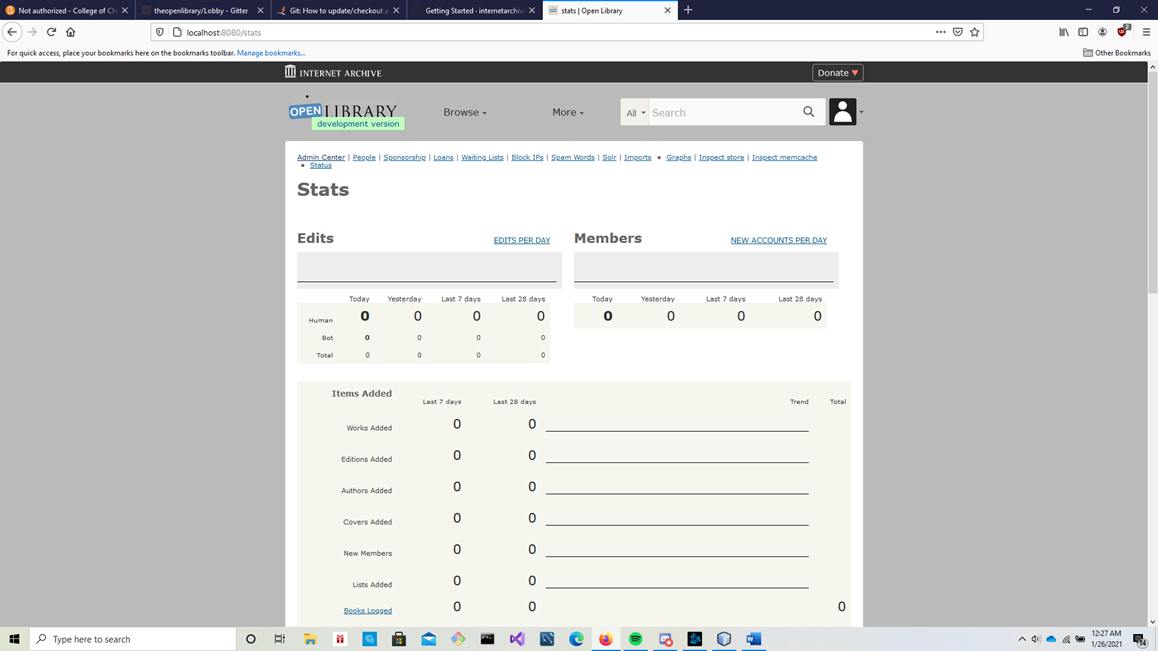 Not authorized - College of Ch
theopenlibrary/Lobby - Gitter
Git: How to update/checkout a
Getting Started - internetarchiv
stats | Open Library
localhost:8080/stats
For quick access, place your bookmarks here on the bookmarks toolbar. Manage bookmarks...
Other Bookmarks
INTERNET ARCHIVE
Donate ♥
OPEN LIBRARY
development version
Browse
More
All
Search
Admin Center | People | Sponsorship | Loans | Waiting Lists | Block IPs | Spam Words | Solr | Imports • Graphs | Inspect store | Inspect memcache
• Status
Stats
Edits
EDITS PER DAY
Members
NEW ACCOUNTS PER DAY
Today Yesterday Last 7 days Last 28 days
Human 0 0 0 0
Bot 0 0 0 0
Total 0 0 0 0
Today Yesterday Last 7 days Last 28 days
0 0 0 0
Items Added
Last 7 days Last 28 days Trend Total
Works Added 0 0
Editions Added 0 0
Authors Added 0 0
Covers Added 0 0
New Members 0 0
Lists Added 0 0
Books Logged 0 0 0
Type here to search
12:27 AM
1/26/2021